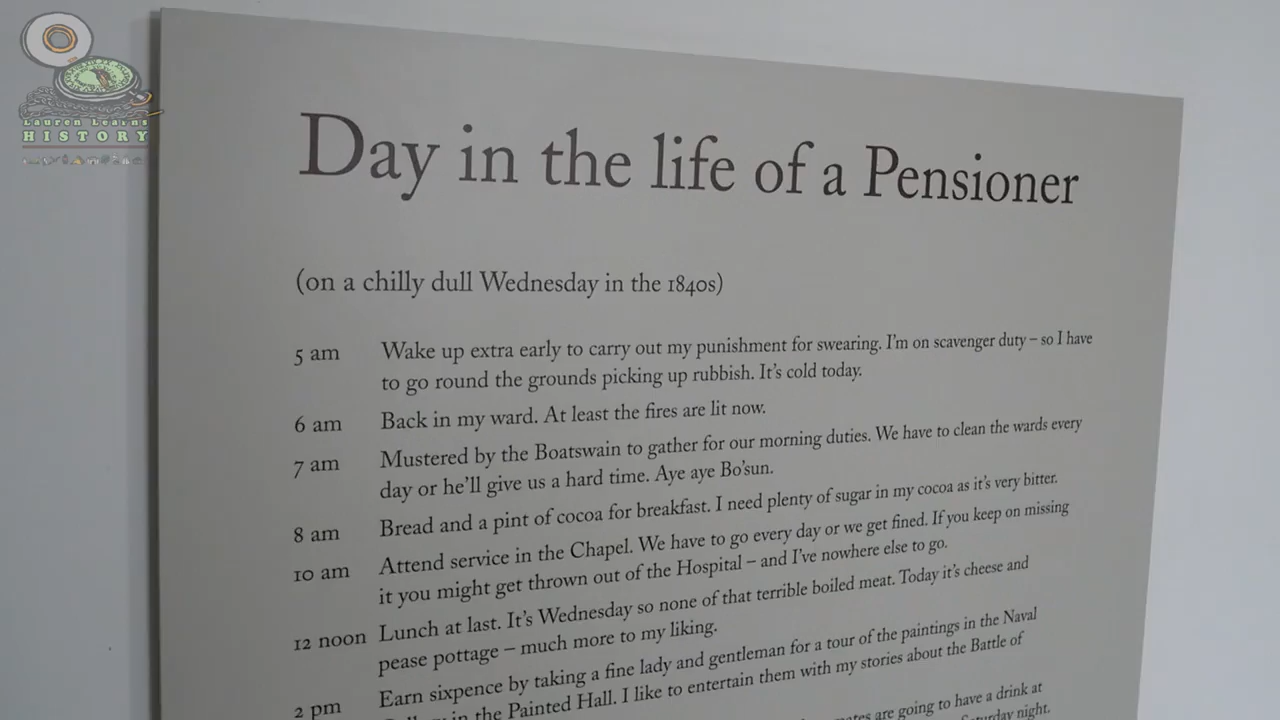 Lauren Learns
HISTORY
Day in the life of a Pensioner
(on a chilly dull Wednesday in the 1840s)
5 am Wake up extra early to carry out my punishment for swearing. I'm on scavenger duty – so I have
to go round the grounds picking up rubbish. It's cold today.
6 am Back in my ward. At least the fires are lit now.
7 am Mustered by the Boatswain to gather for our morning duties. We have to clean the wards every
day or he'll give us a hard time. Aye aye Bo'sun.
8 am Bread and a pint of cocoa for breakfast. I need plenty of sugar in my cocoa as it's very bitter.
10 am Attend service in the Chapel. We have to go every day or we get fined. If you keep on missing
it you might get thrown out of the Hospital – and I've nowhere else to go.
12 noon Lunch at last. It's Wednesday so none of that terrible boiled meat. Today it's cheese and
pease pottage – much more to my liking.
2 pm Earn sixpence by taking a fine lady and gentleman for a tour of the paintings in the Naval
in the Painted Hall. I like to entertain them with my stories about the Battle of
are going to have a drink at
night.